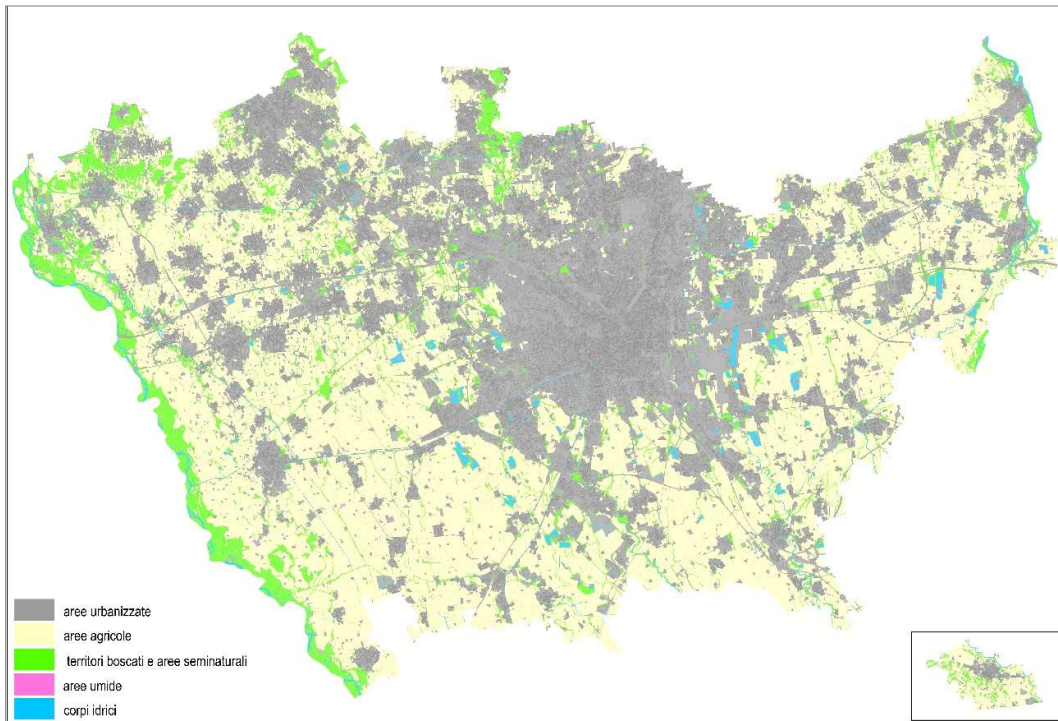 aree urbanizzate
aree agricole
territori boscati e aree seminaturali
aree umide
corpi idrici